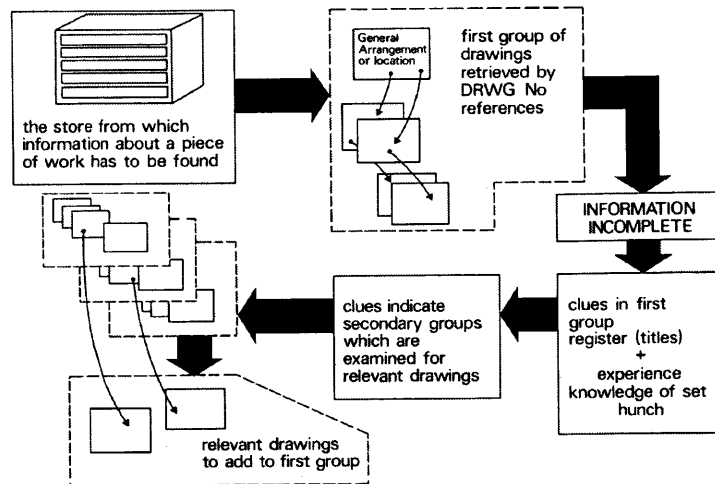 the store from which
information about a piece
of work has to be found
General
Arrangement
or location
first group of
drawings
retrieved by
DRWG No
references
INFORMATION
INCOMPLETE
clues in first
group
register (titles)
+
experience
knowledge of set
hunch
clues indicate
secondary groups
which are
examined for
relevant drawings
relevant drawings
to add to first group